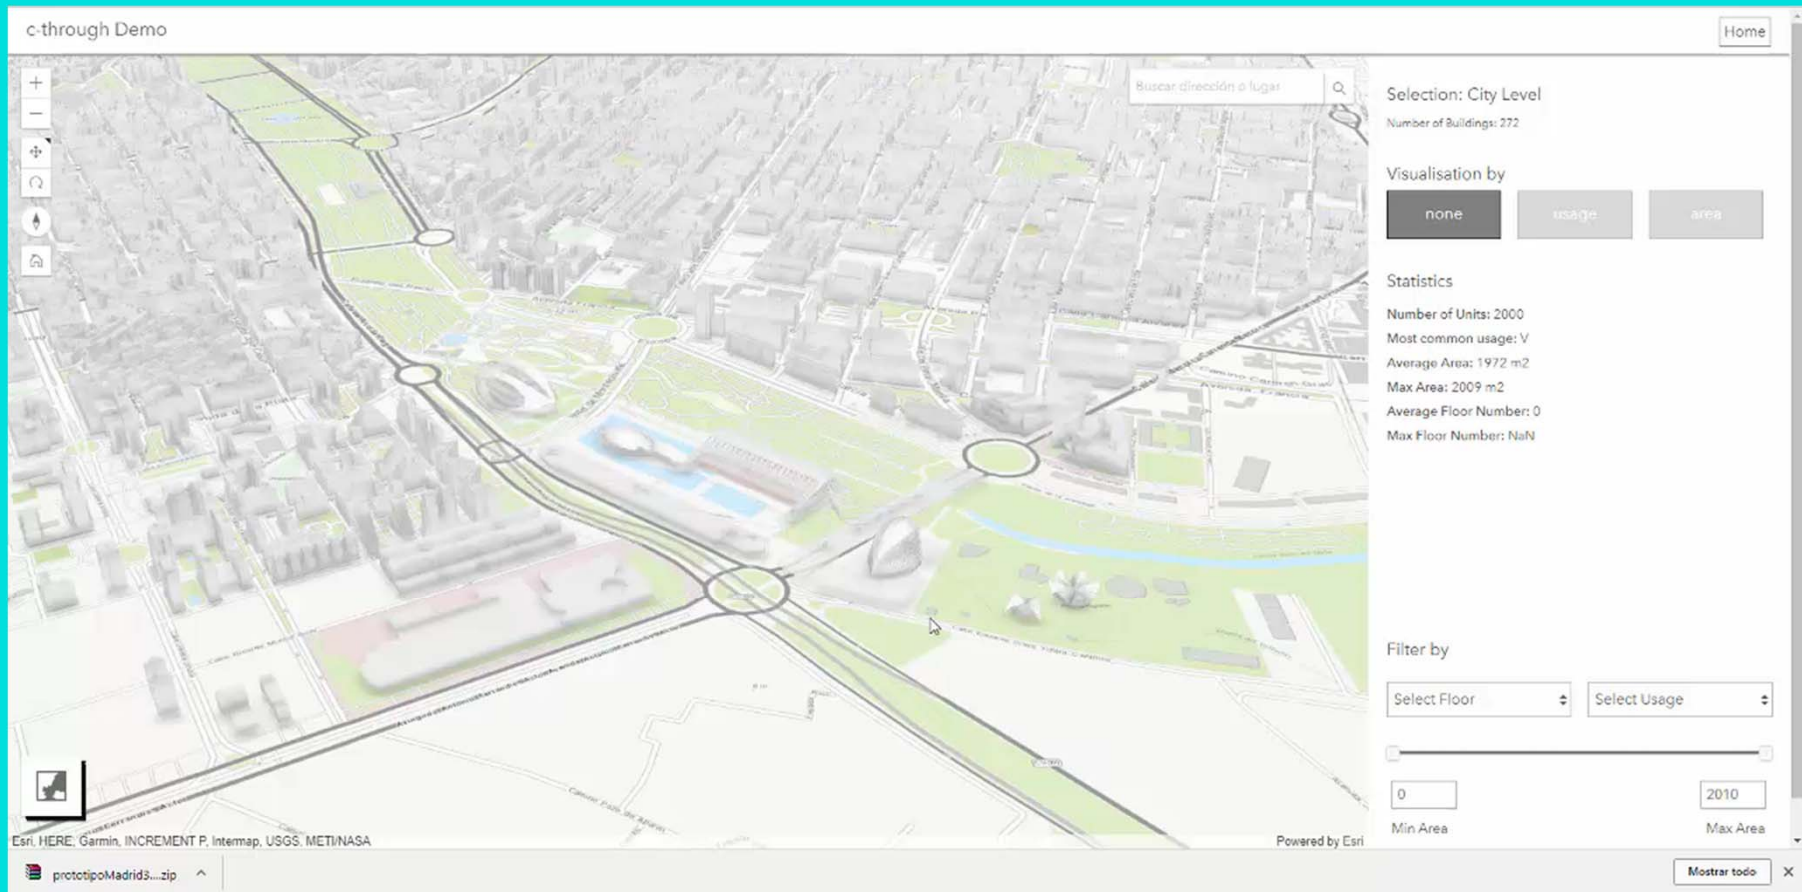 c-through Demo
Home
Buscar dirección o lugar
Selection: City Level
Number of Buildings: 272
Visualisation by
none
usage
area
Statistics
Number of Units: 2000
Most common usage: V
Average Area: 1972 m2
Max Area: 2009 m2
Average Floor Number: 0
Max Floor Number: NaN
Filter by
Select Floor
Select Usage
0
2010
Min Area
Max Area
Esri, HERE, Garmin, INCREMENT P, Intermap, USGS, METI/NASA
Powered by Esri
prototipoMadrid3....zip
Mostrar todo